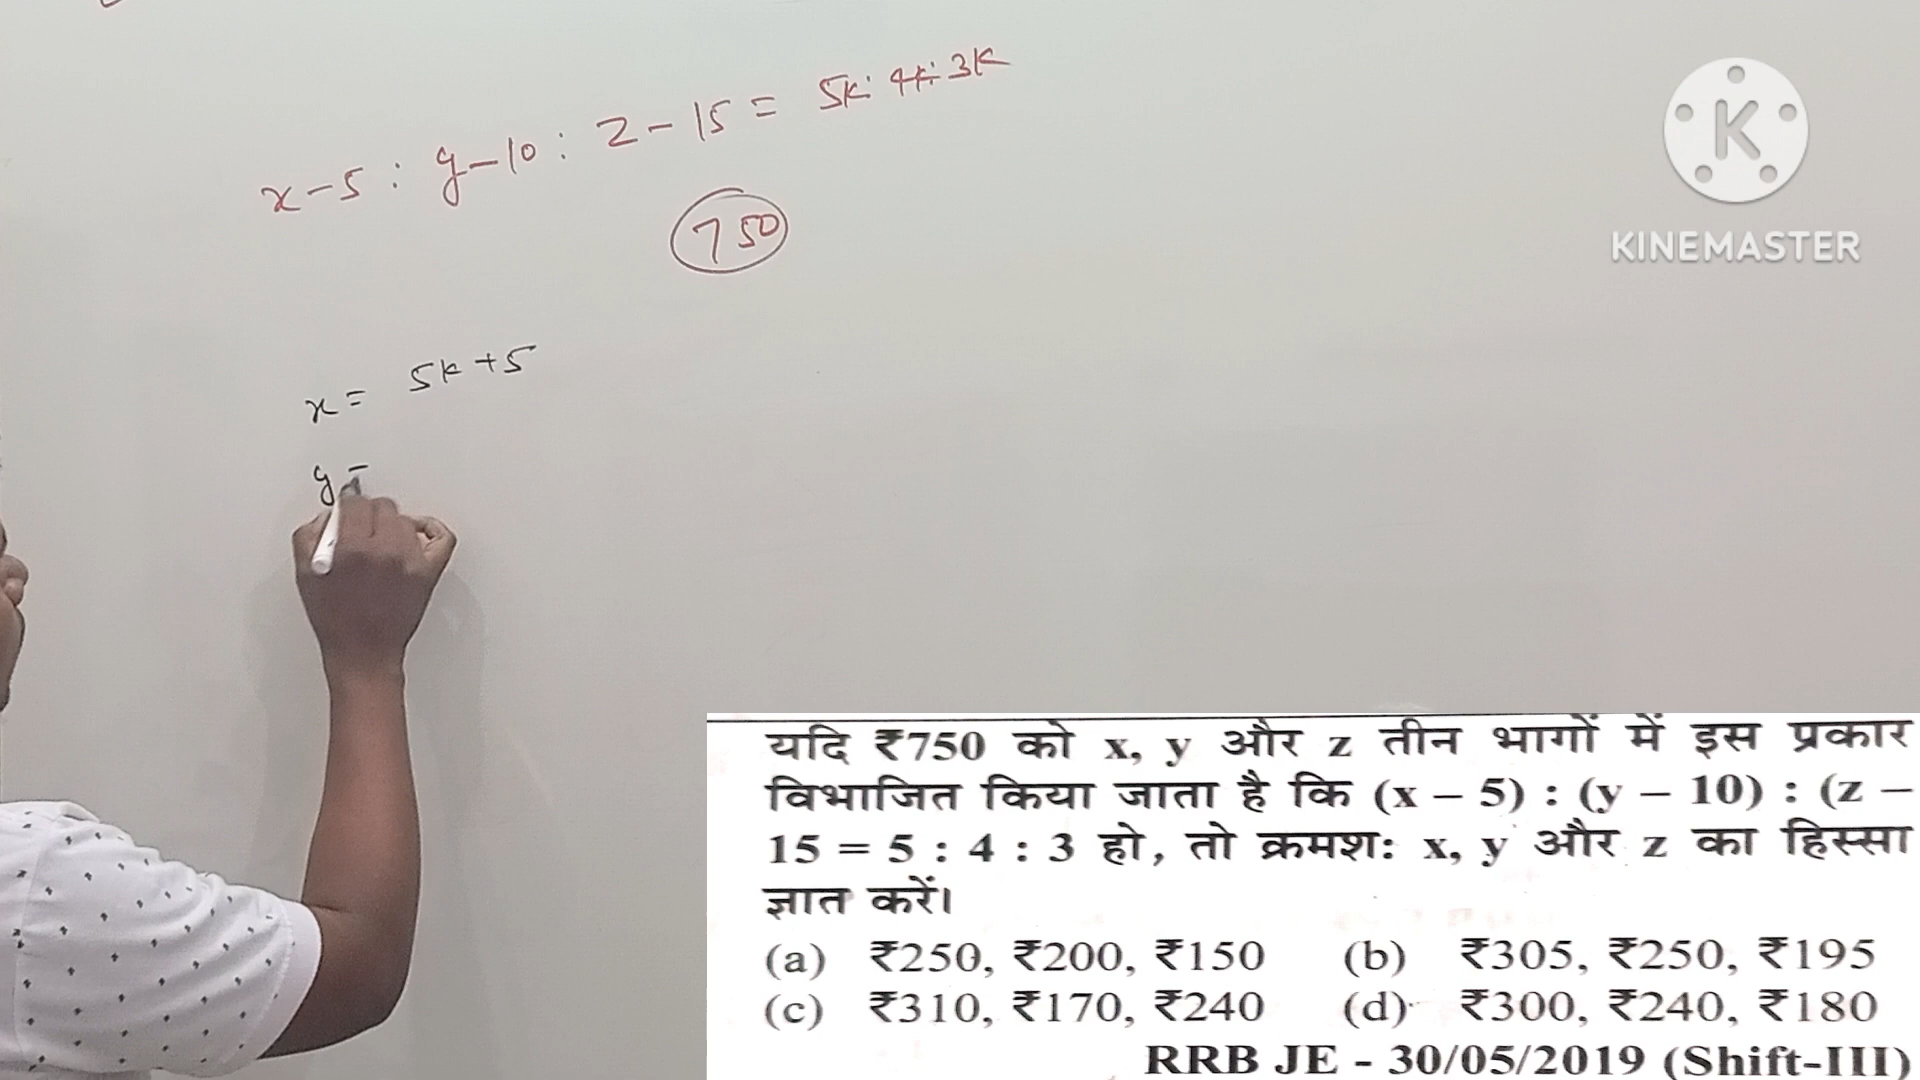 x-5 : y-10 : z-15 = 5k: 4k: 3k
750
K
KINEMASTER
x = 5k+5
y =
यदि ₹750 को x, y और z तीन भागों में इस प्रकार
विभाजित किया जाता है कि (x – 5) : (y – 10) : (z –
15 = 5 : 4 : 3 हो, तो क्रमशः x, y और z का हिस्सा
ज्ञात करें।
(a) ₹250, ₹200, ₹150 (b) ₹305, ₹250, ₹195
(c) ₹310, ₹170, ₹240 (d) ₹300, ₹240, ₹180
RRB JE - 30/05/2019 (Shift-III)